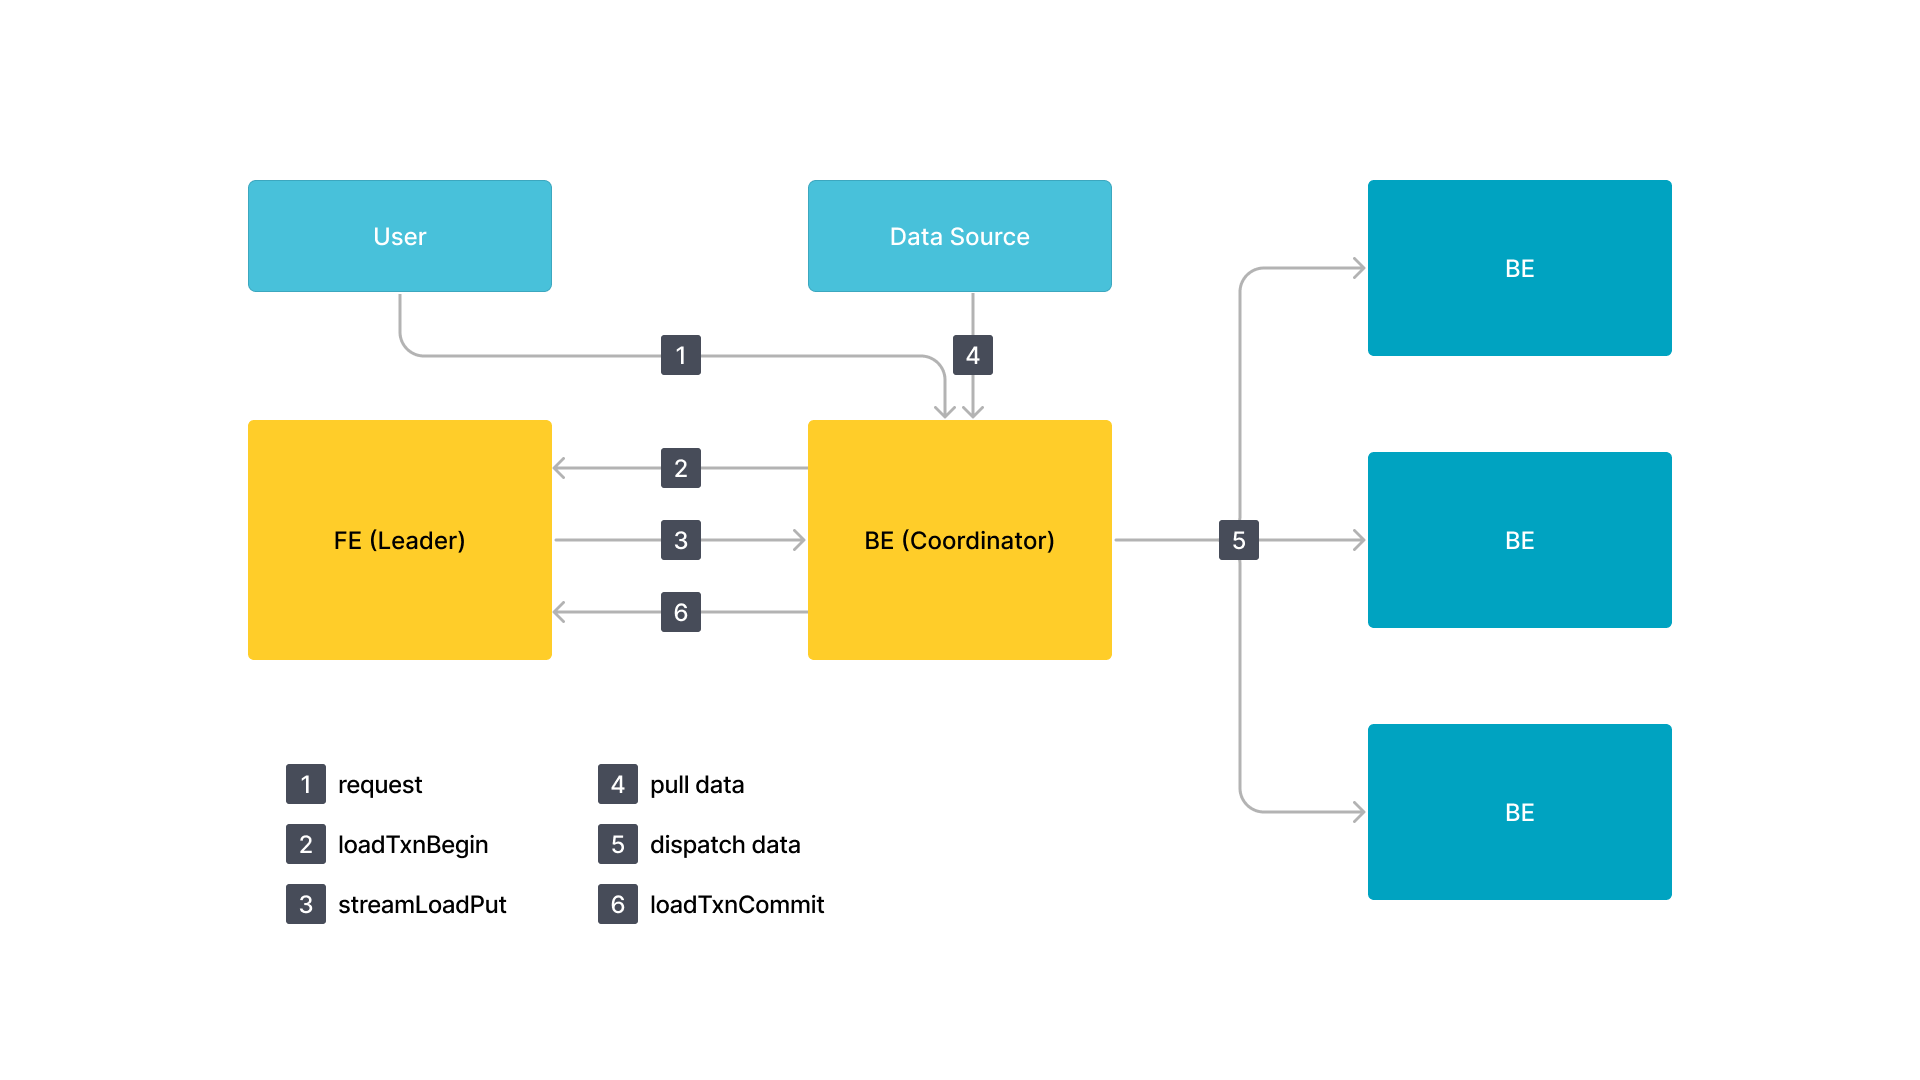 User
Data Source
BE
1
4
2
FE (Leader)
3
BE (Coordinator)
5
BE
6
1 request
4 pull data
2 loadTxnBegin
5 dispatch data
3 streamLoadPut
6 loadTxnCommit
BE